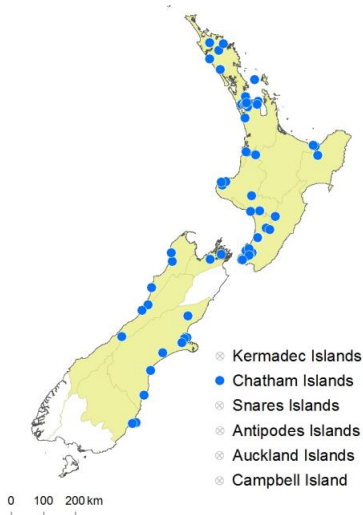 Kermadec Islands
Chatham Islands
Snares Islands
Antipodes Islands
Auckland Islands
Campbell Island
0 100 200 km